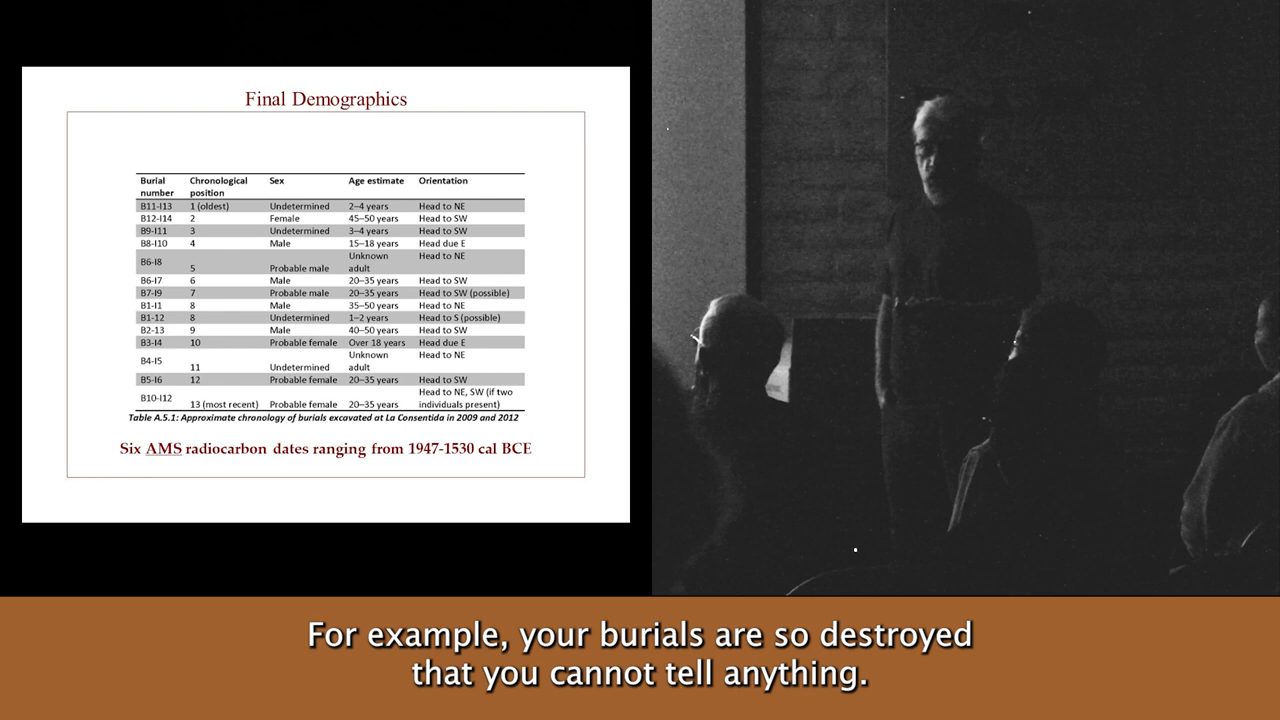 Final Demographics
Burial number Chronological position Sex Age estimate Orientation
B11-I13 1 (oldest) Undetermined 2–4 years Head to NE
B12-I14 2 Female 45–50 years Head to SW
B9-I11 3 Undetermined 3–4 years Head to SW
B8-I10 4 Male 15–18 years Head due E
B6-I8 5 Probable male Unknown adult Head to NE
B6-I7 6 Male 20–35 years Head to SW
B7-I9 7 Probable male 20–35 years Head to SW (possible)
B1-I1 8 Male 35–50 years Head to NE
B1-12 8 Undetermined 1–2 years Head to S (possible)
B2-13 9 Male 40–50 years Head to SW
B3-I4 10 Probable female Over 18 years Head due E
B4-I5 11 Undetermined Unknown adult Head to NE
B5-I6 12 Probable female 20–35 years Head to SW
B10-I12 13 (most recent) Probable female 20–35 years Head to NE, SW (if two individuals present)
Table A.5.1: Approximate chronology of burials excavated at La Consentida in 2009 and 2012
Six AMS radiocarbon dates ranging from 1947-1530 cal BCE
For example, your burials are so destroyed
that you cannot tell anything.